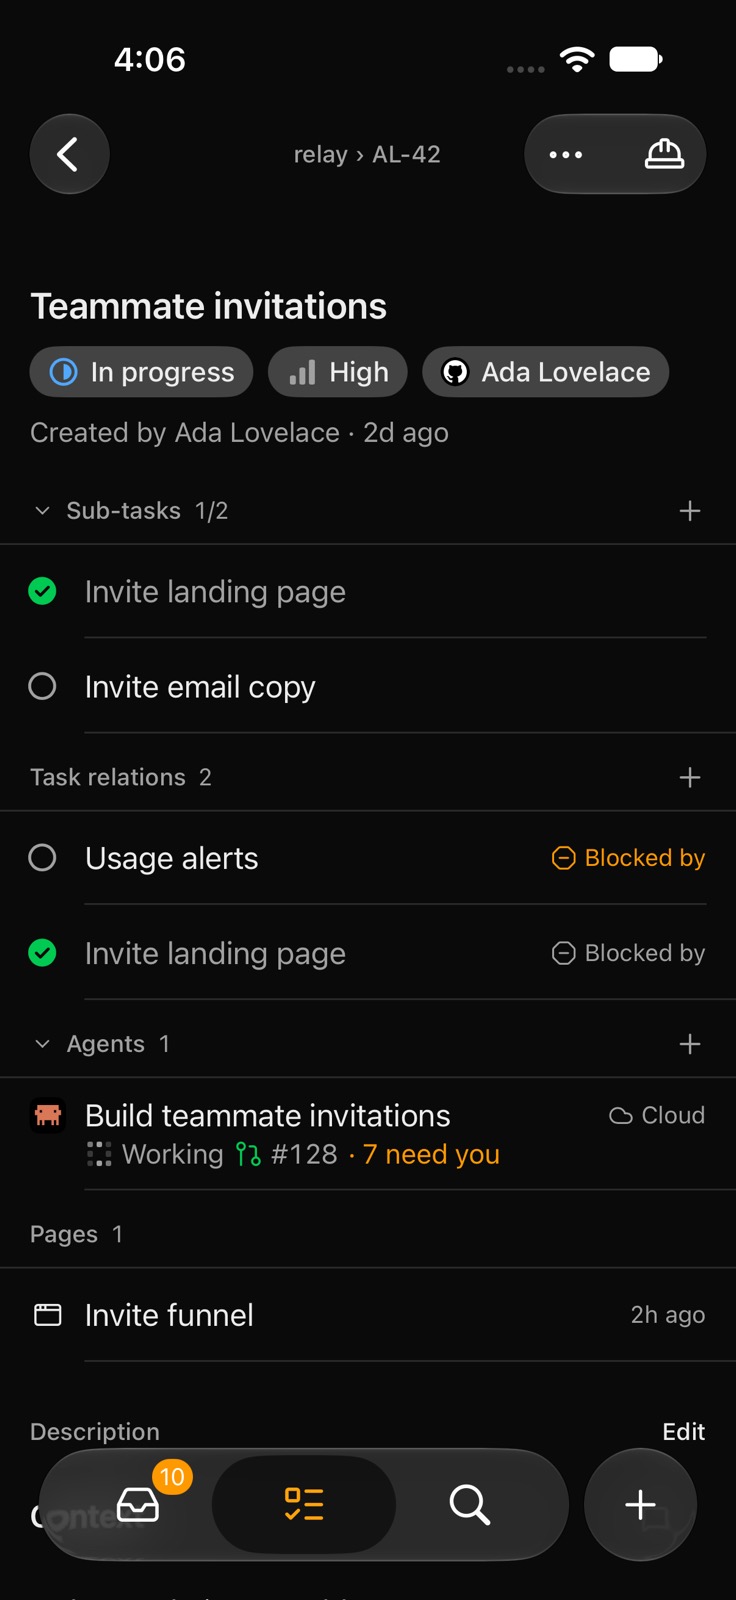 4:06
relay › AL-42
Teammate invitations
In progress
High
Ada Lovelace
Created by Ada Lovelace · 2d ago
Sub-tasks 1/2
Invite landing page
Invite email copy
Task relations 2
Usage alerts
Blocked by
Invite landing page
Blocked by
Agents 1
Build teammate invitations
Cloud
Working #128 · 7 need you
Pages 1
Invite funnel
2h ago
Description
Edit
10
Context